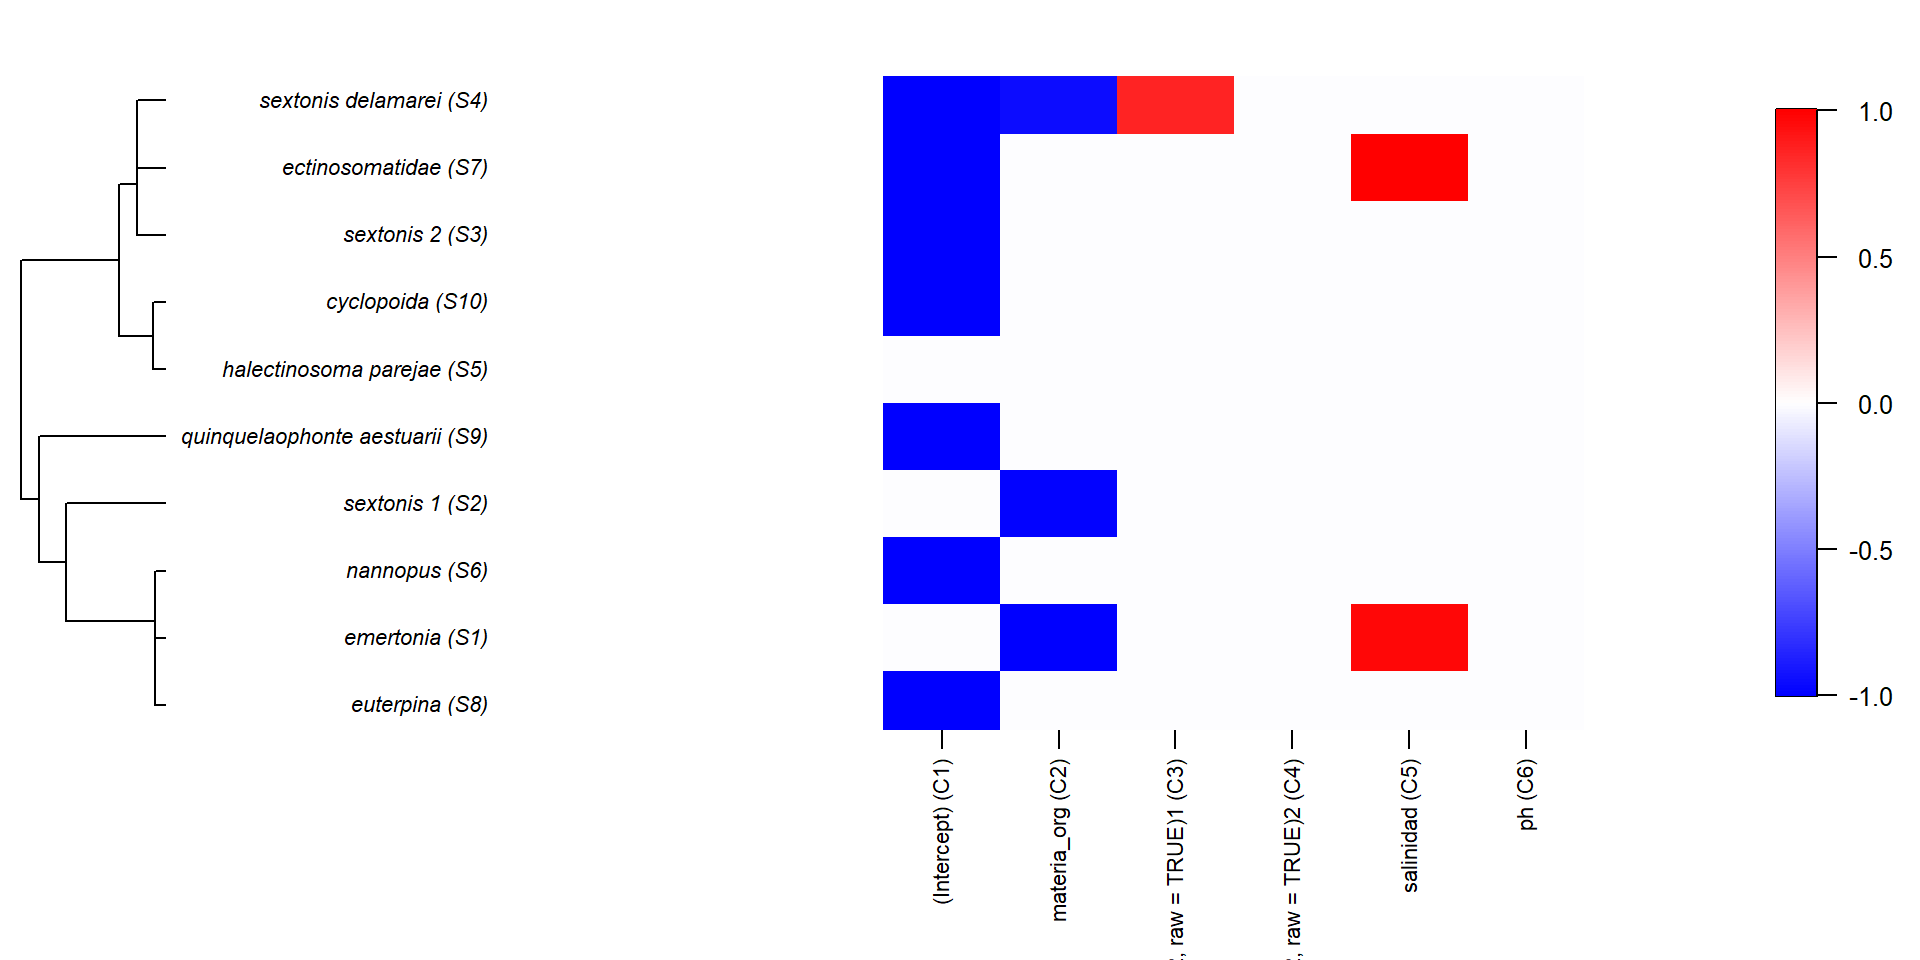 sextonis delamarei (S4)
ectinosomatidae (S7)
sextonis 2 (S3)
cyclopoida (S10)
halectinosoma parejae (S5)
quinquelaophonte aestuarii (S9)
sextonis 1 (S2)
nannopus (S6)
emertonia (S1)
euterpina (S8)
(Intercept) (C1)
materia_org (C2)
, raw = TRUE)1 (C3)
, raw = TRUE)2 (C4)
salinidad (C5)
ph (C6)
1.0
0.5
0.0
-0.5
-1.0